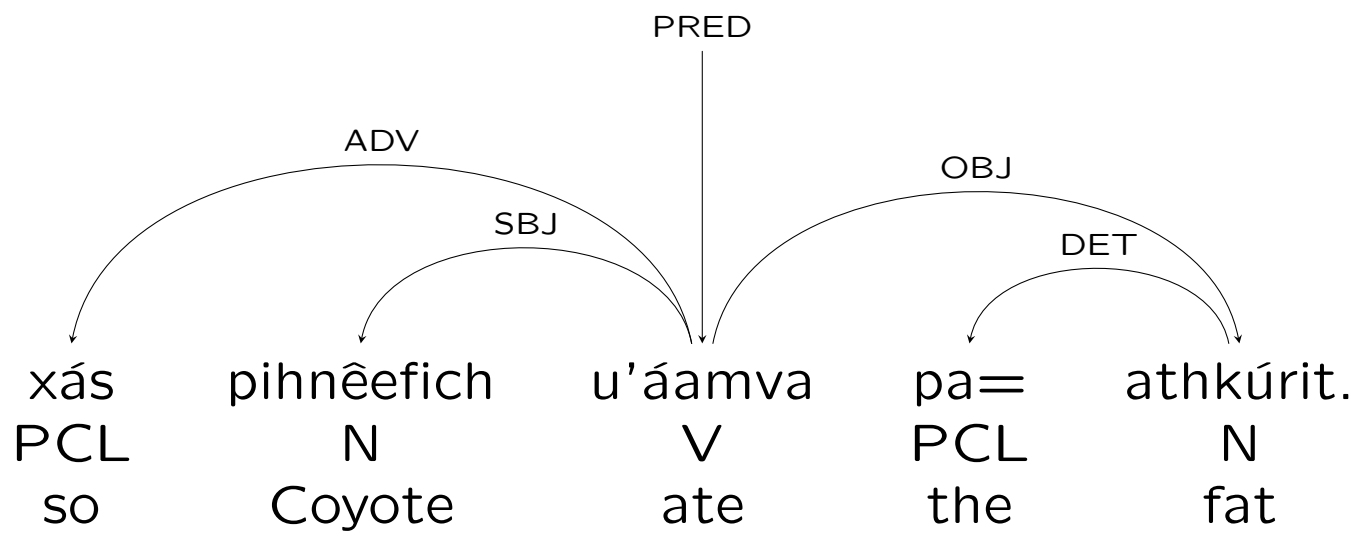 PRED
ADV
OBJ
SBJ
DET
xás pihnêefich u'áamva pa= athkúrit.
PCL N V PCL N
so Coyote ate the fat